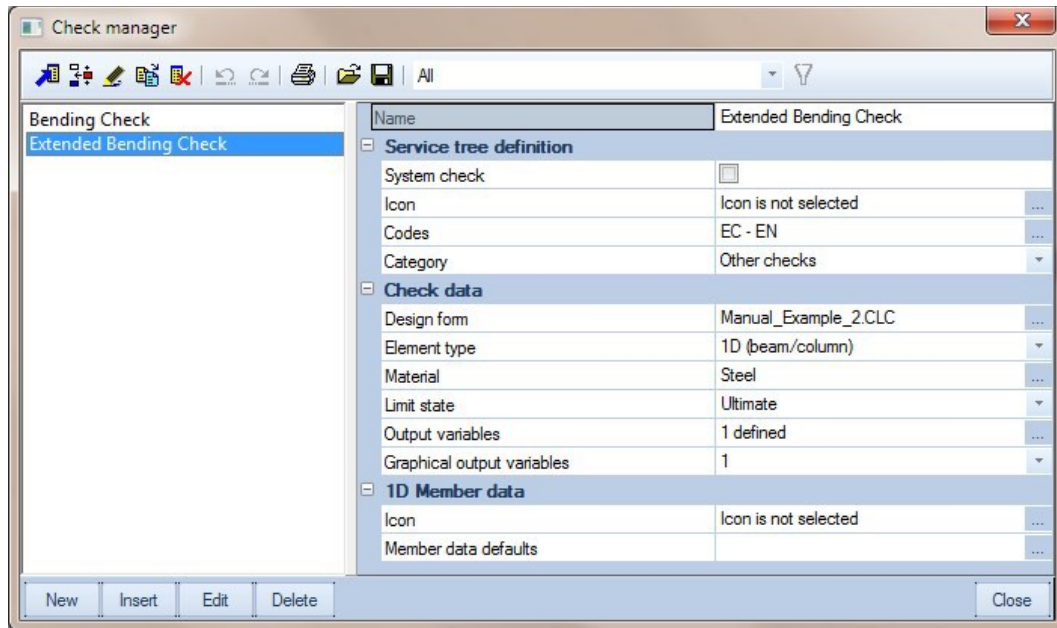 Check manager
All
Bending Check
Extended Bending Check
Name Extended Bending Check
Service tree definition
System check
Icon Icon is not selected ...
Codes EC - EN ...
Category Other checks
Check data
Design form Manual_Example_2.CLC ...
Element type 1D (beam/column)
Material Steel ...
Limit state Ultimate
Output variables 1 defined ...
Graphical output variables 1
1D Member data
Icon Icon is not selected ...
Member data defaults ...
New Insert Edit Delete Close